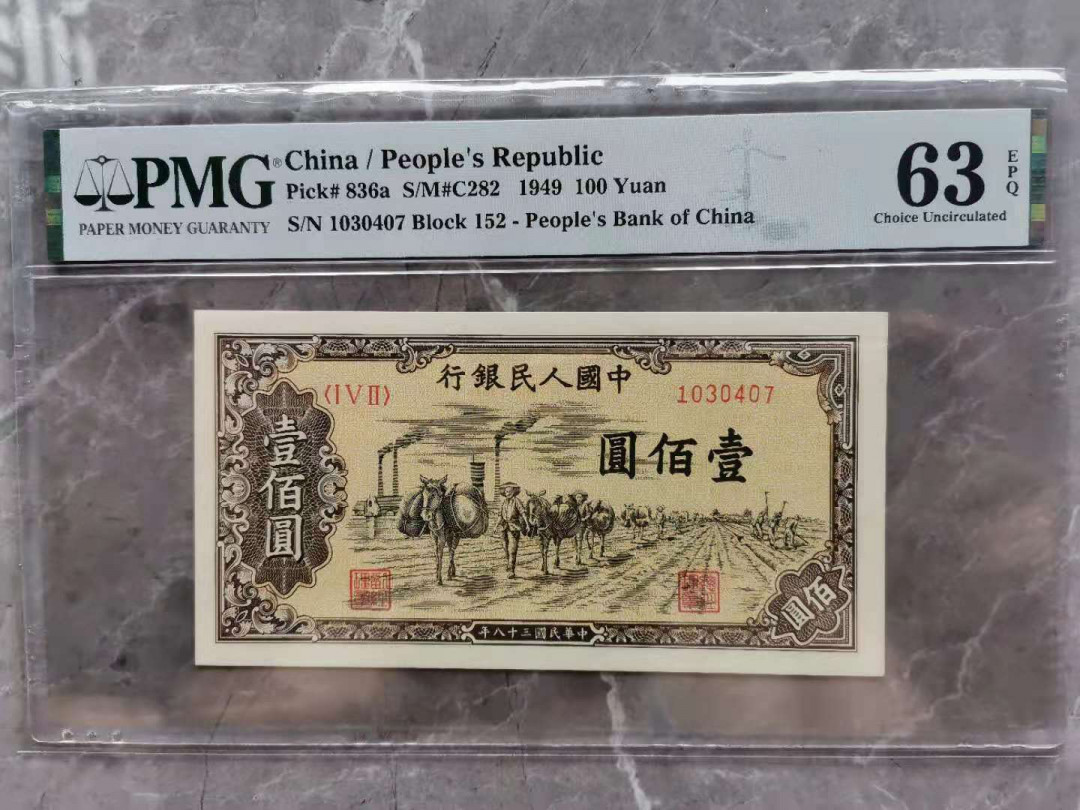 PMG®
PAPER MONEY GUARANTY
China / People's Republic
Pick# 836a S/M#C282 1949 100 Yuan
S/N 1030407 Block 152 - People's Bank of China
63
EPQ
Choice Uncirculated
行銀民人國中
〈I V II〉
1030407
圓佰壹
壹佰圓
佰圓
年八十三國民華中